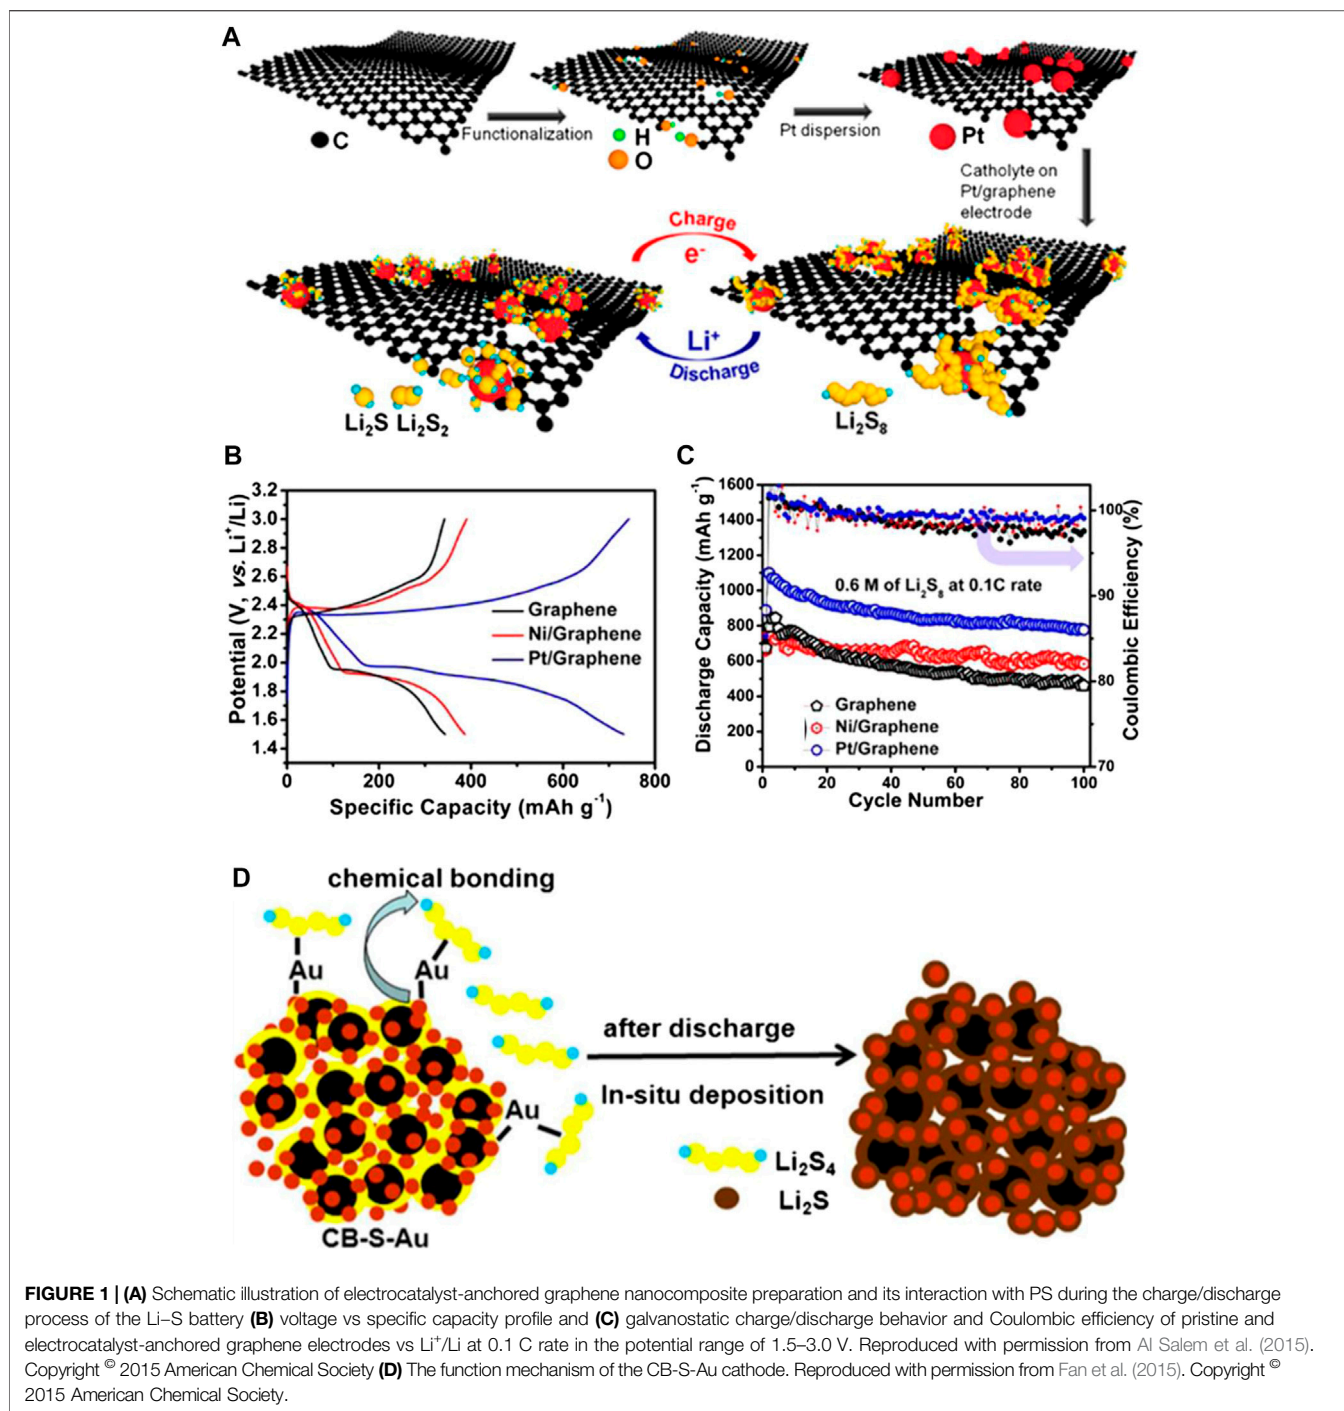 A
C
Functionalization
H
O
Pt dispersion
Pt
Catholyte on
Pt/graphene
electrode
Charge
e⁻
Li⁺
Discharge
Li₂S Li₂S₂
Li₂S₈
B
Potential (V, vs. Li⁺/Li)
3.2
3.0
2.8
2.6
2.4
2.2
2.0
1.8
1.6
1.4
Graphene
Ni/Graphene
Pt/Graphene
0 200 400 600 800
Specific Capacity (mAh g⁻¹)
C
Discharge Capacity (mAh g⁻¹)
1600
1400
1200
1000
800
600
400
200
0
0.6 M of Li₂S₈ at 0.1C rate
Graphene
Ni/Graphene
Pt/Graphene
100
90
80
70
Coulombic Efficiency (%)
0 20 40 60 80 100
Cycle Number
D
chemical bonding
Au
Au
Au
CB-S-Au
after discharge
In-situ deposition
Li₂S₄
Li₂S
FIGURE 1 | (A) Schematic illustration of electrocatalyst-anchored graphene nanocomposite preparation and its interaction with PS during the charge/discharge
process of the Li–S battery (B) voltage vs specific capacity profile and (C) galvanostatic charge/discharge behavior and Coulombic efficiency of pristine and
electrocatalyst-anchored graphene electrodes vs Li⁺/Li at 0.1 C rate in the potential range of 1.5–3.0 V. Reproduced with permission from Al Salem et al. (2015).
Copyright © 2015 American Chemical Society (D) The function mechanism of the CB-S-Au cathode. Reproduced with permission from Fan et al. (2015). Copyright ©
2015 American Chemical Society.